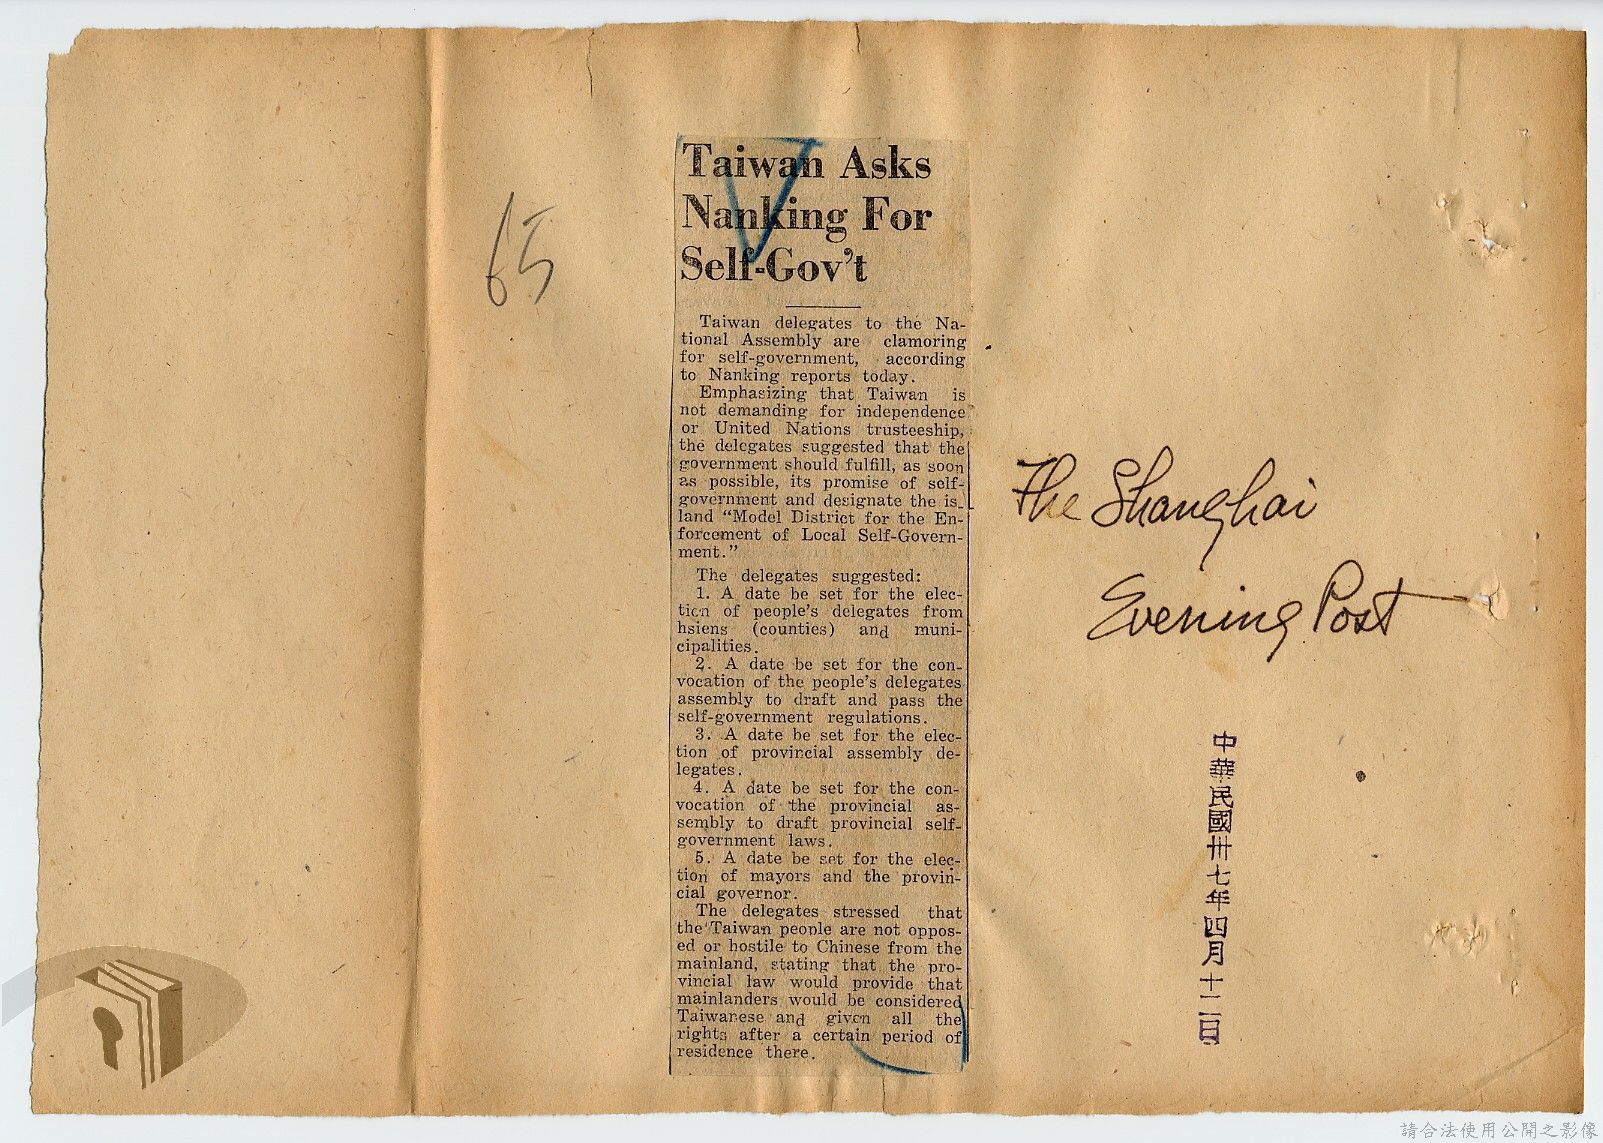 65
Taiwan Asks
Nanking For
Self-Gov't
Taiwan delegates to the Na-
tional Assembly are clamoring
for self-government, according
to Nanking reports today.
Emphasizing that Taiwan is
not demanding for independence
or United Nations trusteeship,
the delegates suggested that the
government should fulfill, as soon
as possible, its promise of self-
government and designate the is-
land “Model District for the En-
forcement of Local Self-Govern-
ment.”
The delegates suggested:
1. A date be set for the elec-
tion of people's delegates from
hsiens (counties) and muni-
cipalities.
2. A date be set for the con-
vocation of the people's delegates
assembly to draft and pass the
self-government regulations.
3. A date be set for the elec-
tion of provincial assembly de-
legates.
4. A date be set for the con-
vocation of the provincial as-
sembly to draft provincial self-
government laws.
5. A date be set for the elec-
tion of mayors and the provin-
cial governor.
The delegates stressed that
the Taiwan people are not oppos-
ed or hostile to Chinese from the
mainland, stating that the pro-
vincial law would provide that
mainlanders would be considered
Taiwanese and given all the
rights after a certain period of
residence there.
The Shanghai
Evening Post
中華民國卅七年四月十二日
請合法使用公開之影像